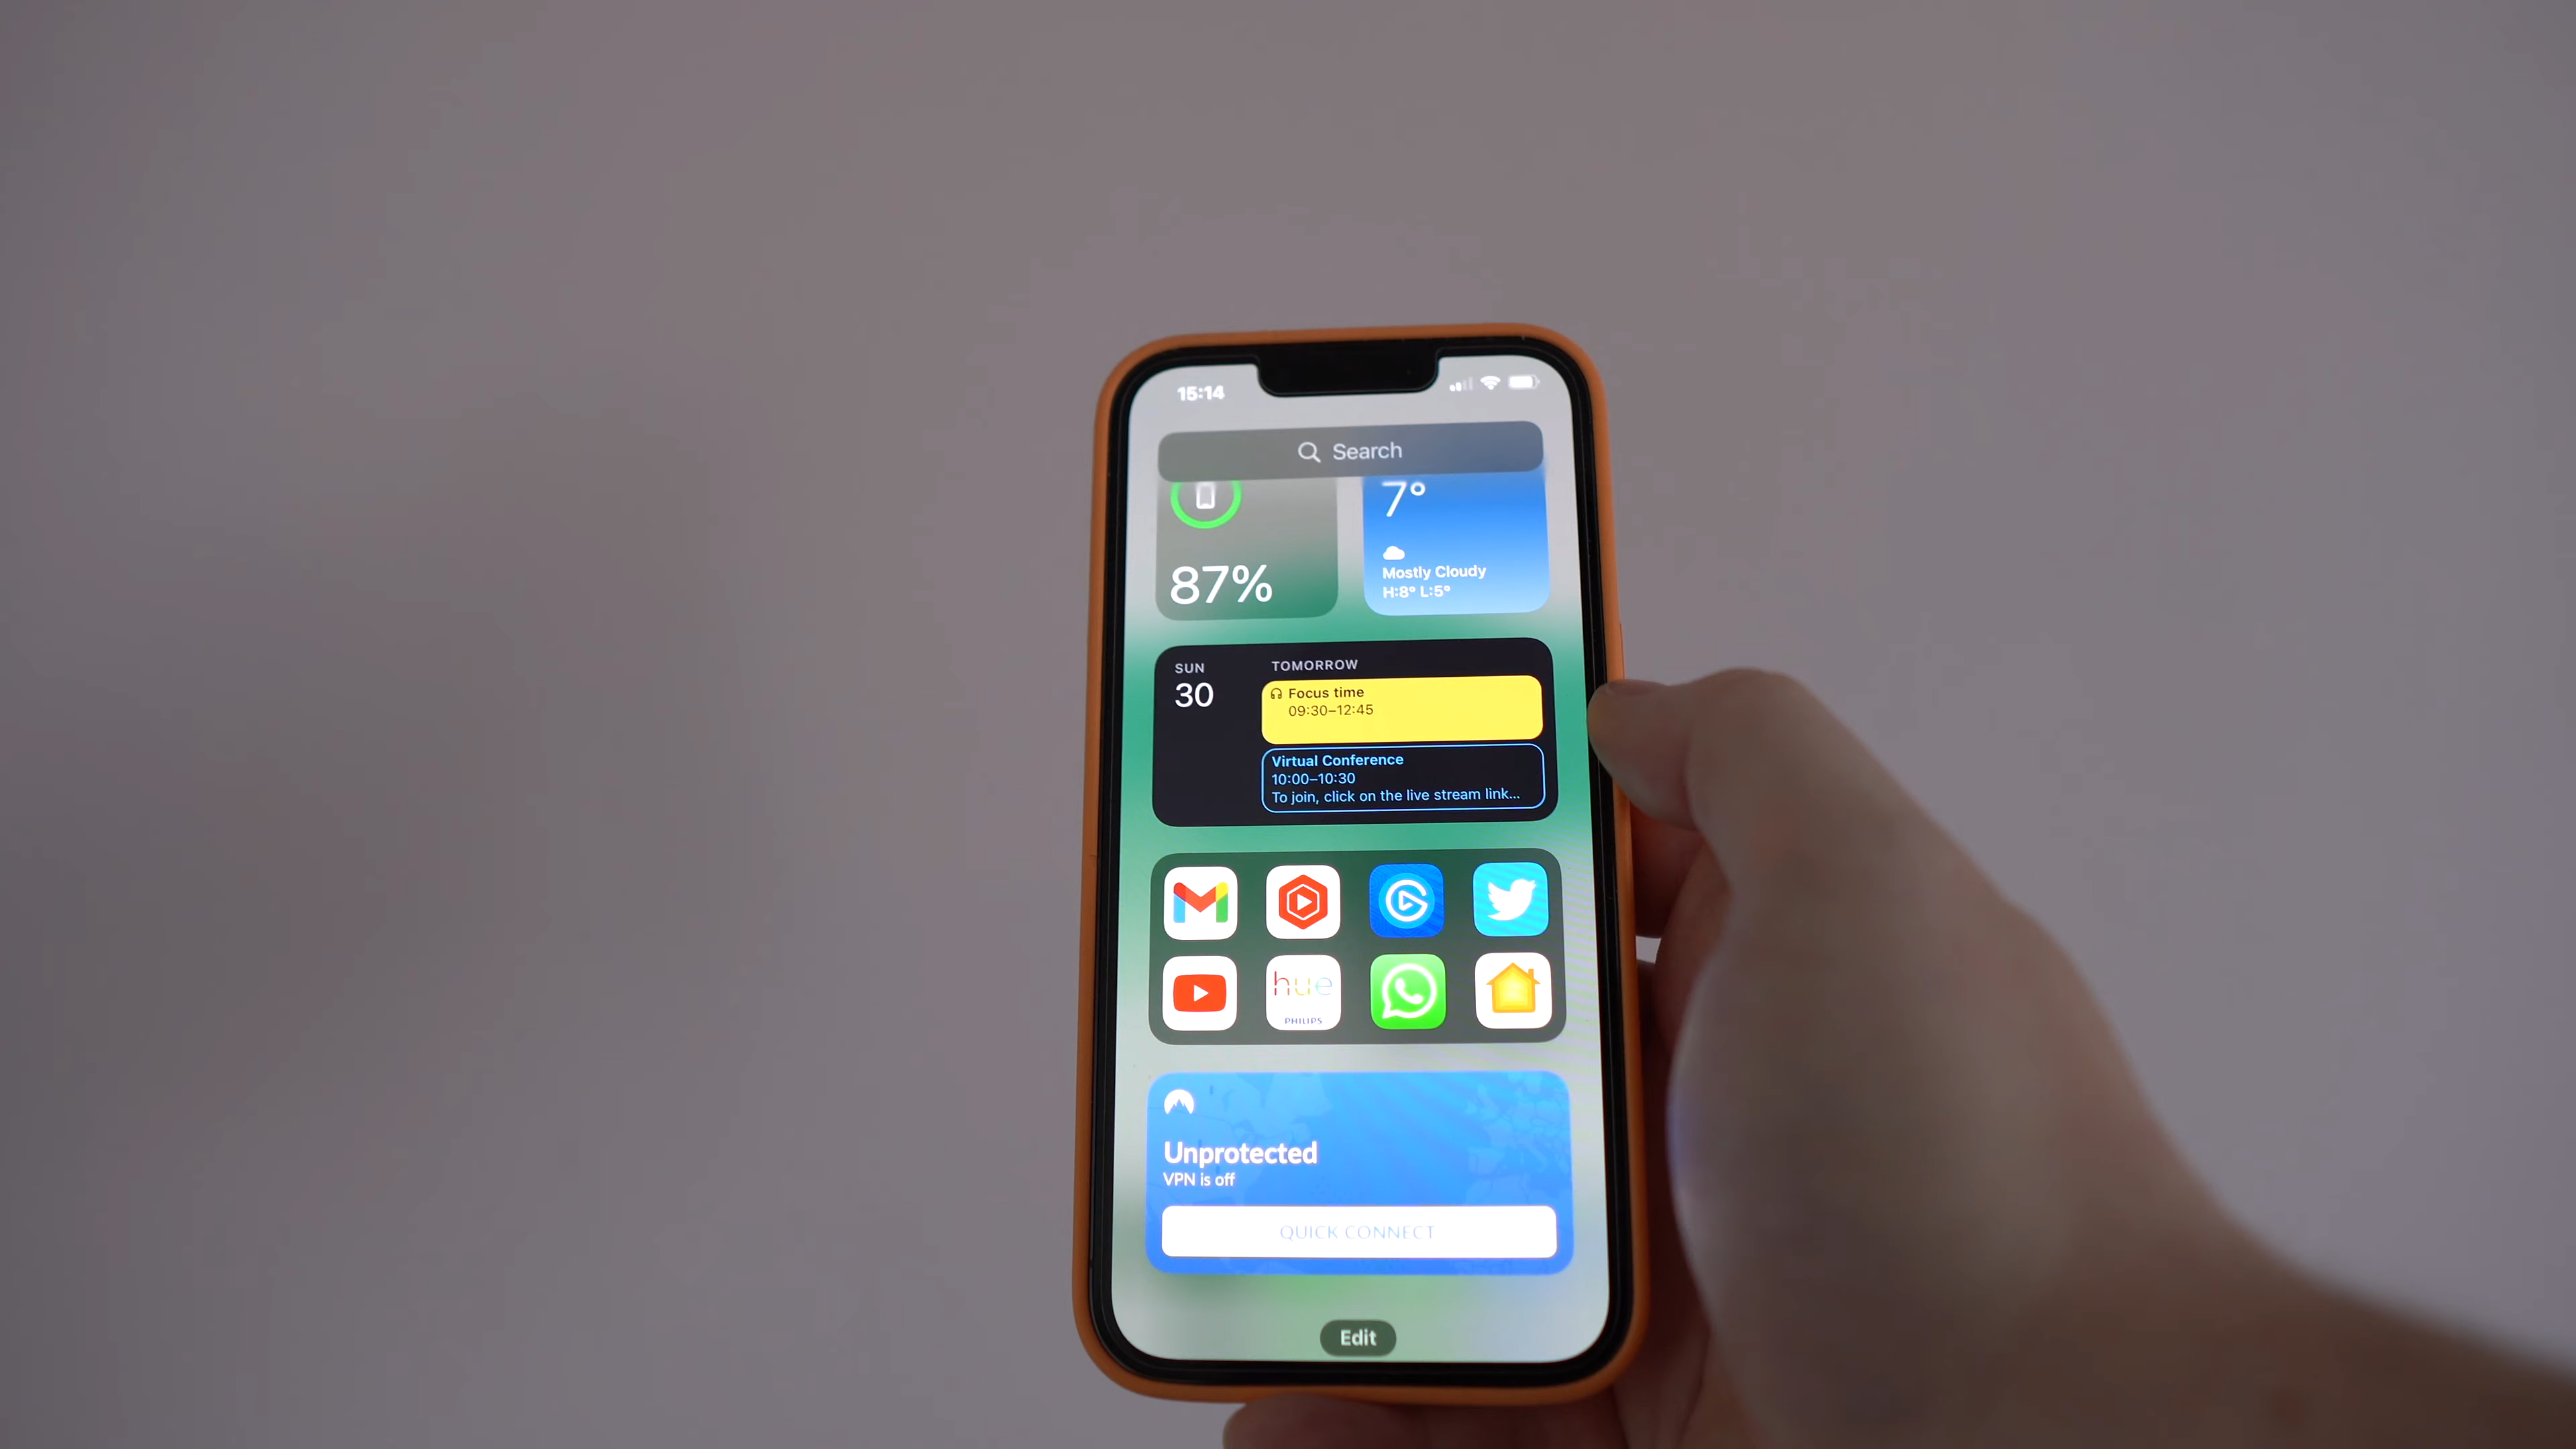 15:14
Search
87%
7°
Mostly Cloudy
H:8° L:5°
SUN
30
TOMORROW
Focus time
09:30–12:45
Virtual Conference
10:00–10:30
To join, click on the live stream link...
hue
PHILIPS
Unprotected
VPN is off
QUICK CONNECT
Edit